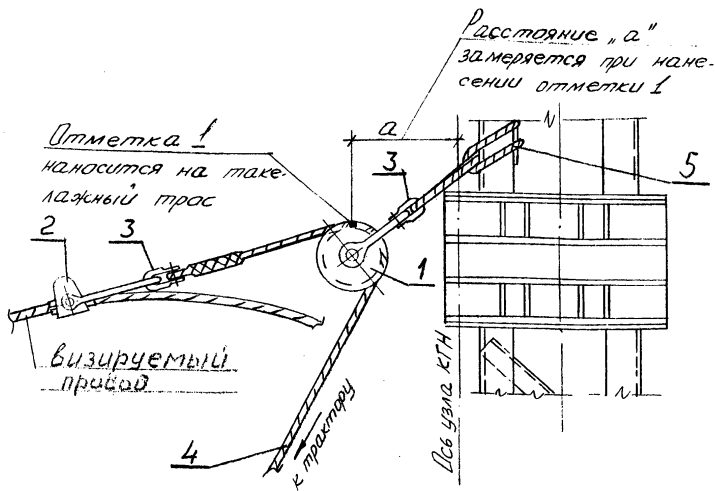 Расстояние „а"
замеряется при нане-
сении отметки 1
а
Отметка 1
наносится на таке-
лажный трос
N
3
5
2
3
1
визируемый
провод
4
к трактору
Ось узла КГН